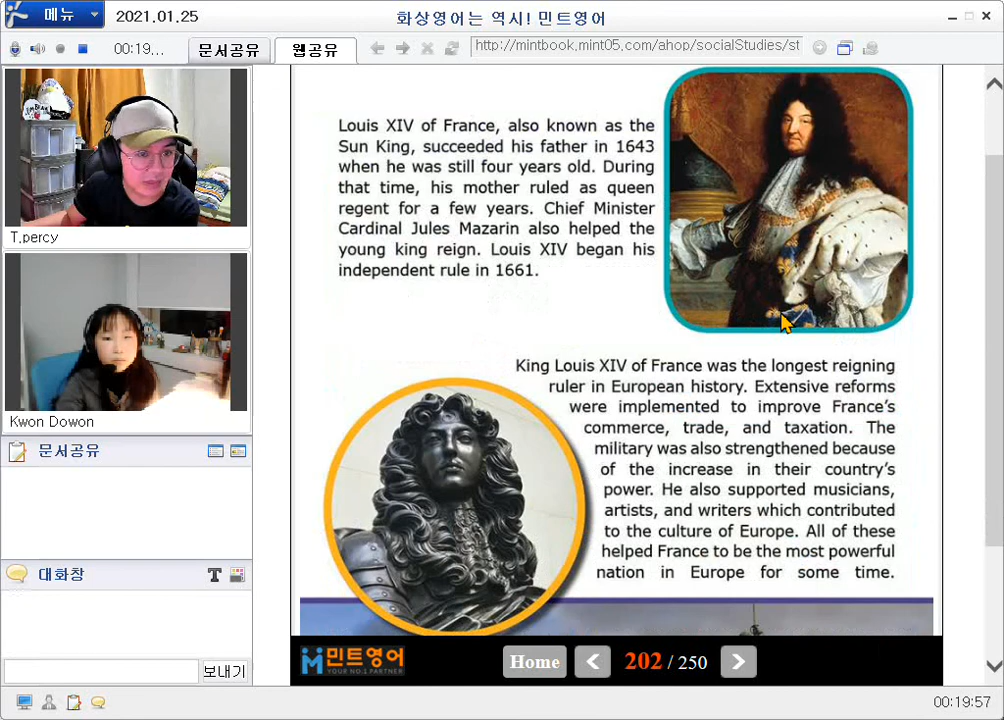 메뉴
2021.01.25
화상영어는 역시! 민트영어
00:19...
문서공유
웹공유
http://mintbook.mint05.com/ahop/socialStudies/st
T.percy
Kwon Dowon
문서공유
대화창
보내기
Louis XIV of France, also known as the
Sun King, succeeded his father in 1643
when he was still four years old. During
that time, his mother ruled as queen
regent for a few years. Chief Minister
Cardinal Jules Mazarin also helped the
young king reign. Louis XIV began his
independent rule in 1661.
King Louis XIV of France was the longest reigning
ruler in European history. Extensive reforms
were implemented to improve France's
commerce, trade, and taxation. The
military was also strengthened because
of the increase in their country's
power. He also supported musicians,
artists, and writers which contributed
to the culture of Europe. All of these
helped France to be the most powerful
nation in Europe for some time.
민트영어
YOUR NO.1 PARTNER
Home
202 / 250
00:19:57